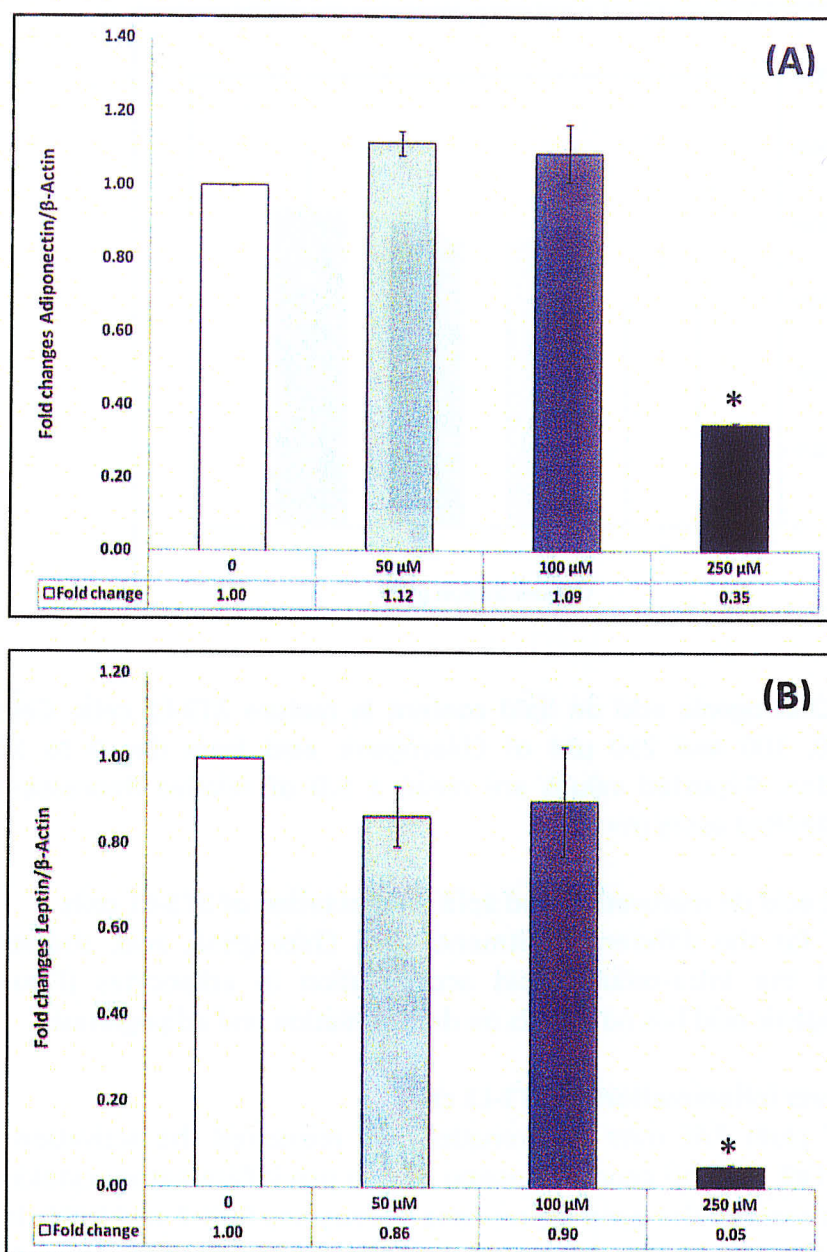 (A)
Fold changes Adiponectin/β-Actin
1.40
1.20
1.00
0.80
0.60
0.40
0.20
0.00
*
0 50 µM 100 µM 250 µM
Fold change 1.00 1.12 1.09 0.35
(B)
Fold changes Leptin/β-Actin
1.20
1.00
0.80
0.60
0.40
0.20
0.00
*
0 50 µM 100 µM 250 µM
Fold change 1.00 0.86 0.90 0.05